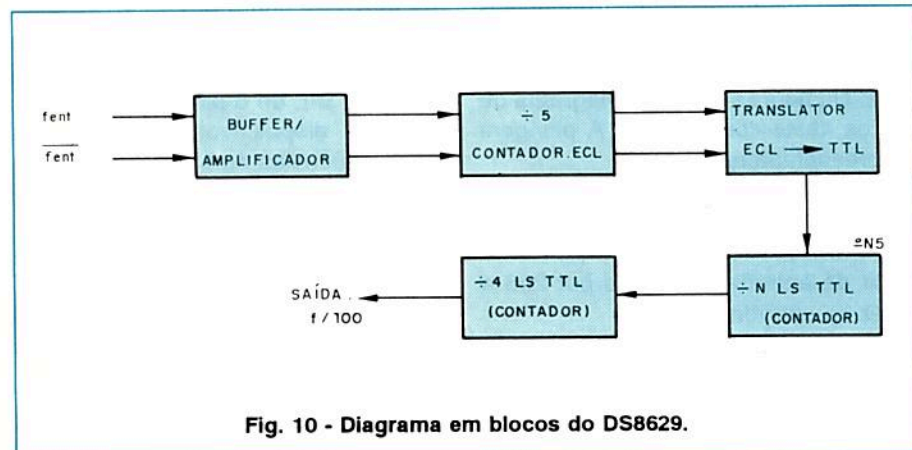 fent
fent
BUFFER/
AMPLIFICADOR
÷ 5
CONTADOR.ECL
TRANSLATOR
ECL → TTL
ºN5
÷ N LS TTL
(CONTADOR)
÷ 4 LS TTL
(CONTADOR)
SAÍDA.
f / 100
Fig. 10 - Diagrama em blocos do DS8629.